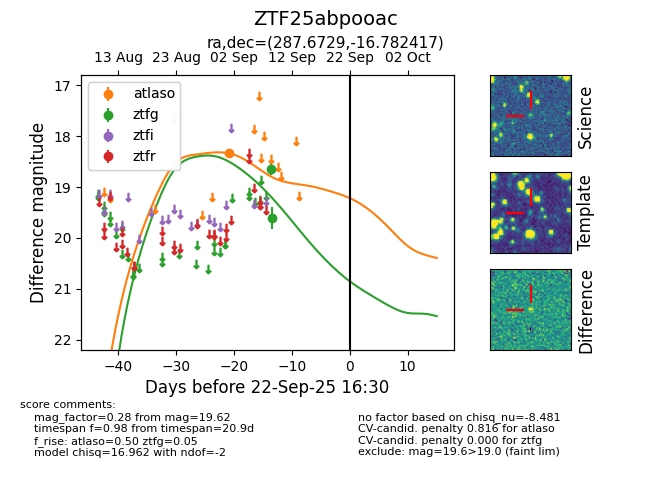 ZTF25abpooac
ra,dec=(287.6729,-16.782417)
13 Aug 23 Aug 02 Sep 12 Sep 22 Sep 02 Oct
17
18
19
20
21
22
Difference magnitude
atlaso
ztfg
ztfi
ztfr
−40 −30 −20 −10 0 10
Days before 22-Sep-25 16:30
Science
Template
Difference
score comments:
mag_factor=0.28 from mag=19.62
timespan f=0.98 from timespan=20.9d
f_rise: atlaso=0.50 ztfg=0.05
model chisq=16.962 with ndof=-2
no factor based on chisq_nu=-8.481
CV-candid. penalty 0.816 for atlaso
CV-candid. penalty 0.000 for ztfg
exclude: mag=19.6>19.0 (faint lim)